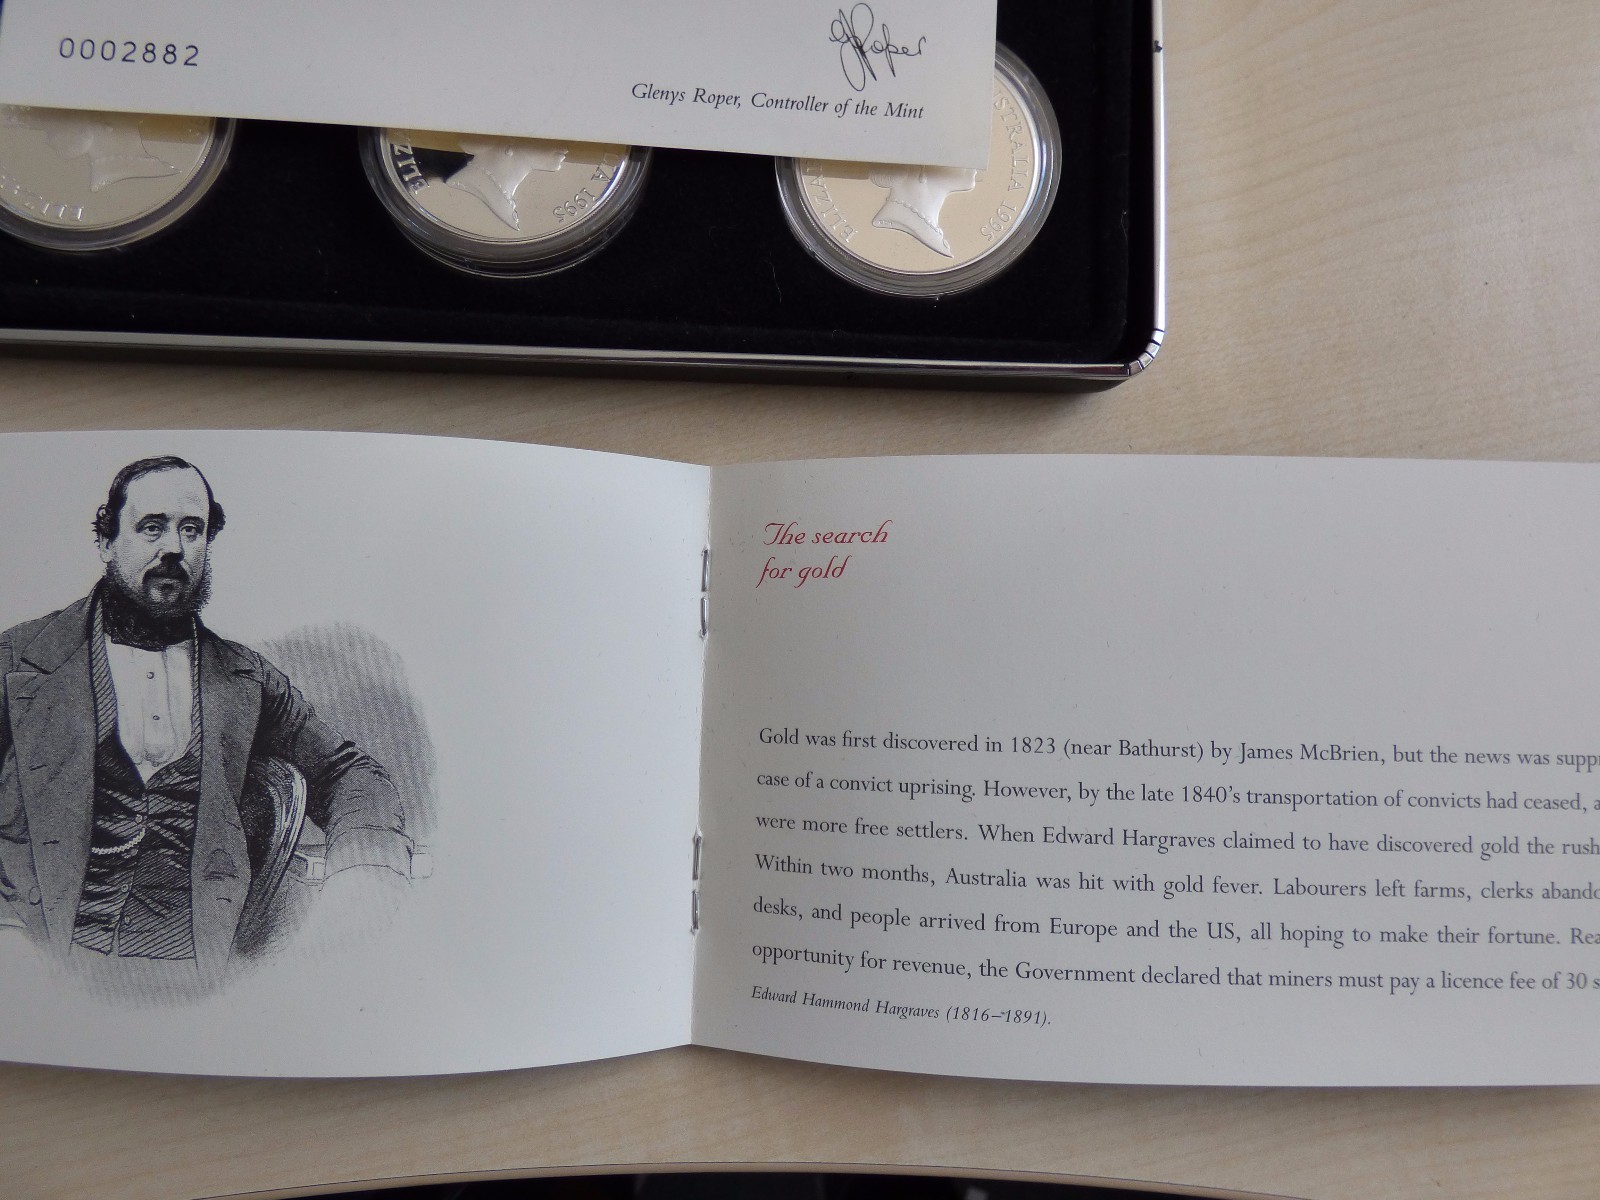 0002882
GRoper
Glenys Roper, Controller of the Mint
AUSTRALIA 1995
The search
for gold
Gold was first discovered in 1823 (near Bathurst) by James McBrien, but the news was supp
case of a convict uprising. However, by the late 1840's transportation of convicts had ceased, a
were more free settlers. When Edward Hargraves claimed to have discovered gold the rush
Within two months, Australia was hit with gold fever. Labourers left farms, clerks abando
desks, and people arrived from Europe and the US, all hoping to make their fortune. Rea
opportunity for revenue, the Government declared that miners must pay a licence fee of 30 s
Edward Hammond Hargraves (1816–1891).